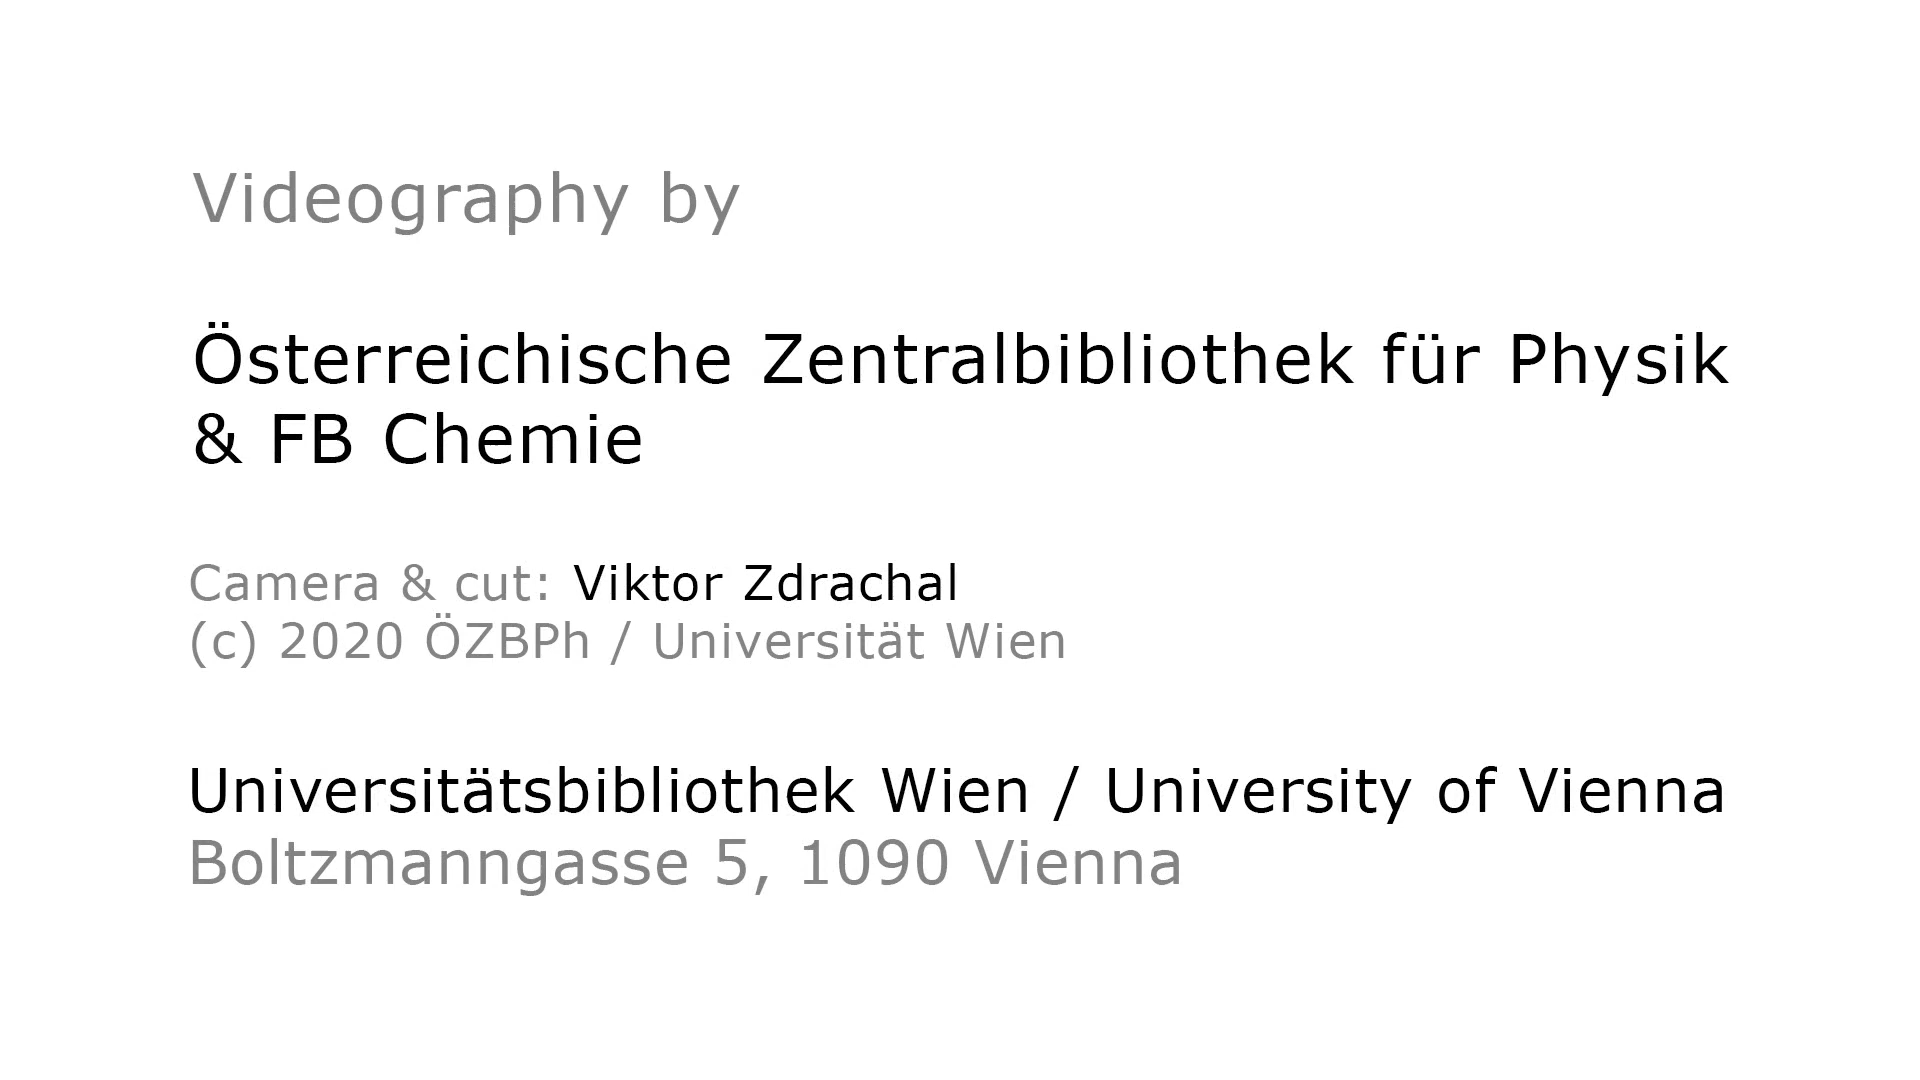 Videography by
Österreichische Zentralbibliothek für Physik
& FB Chemie
Camera & cut: Viktor Zdrachal
(c) 2020 ÖZBPh / Universität Wien
Universitätsbibliothek Wien / University of Vienna
Boltzmanngasse 5, 1090 Vienna